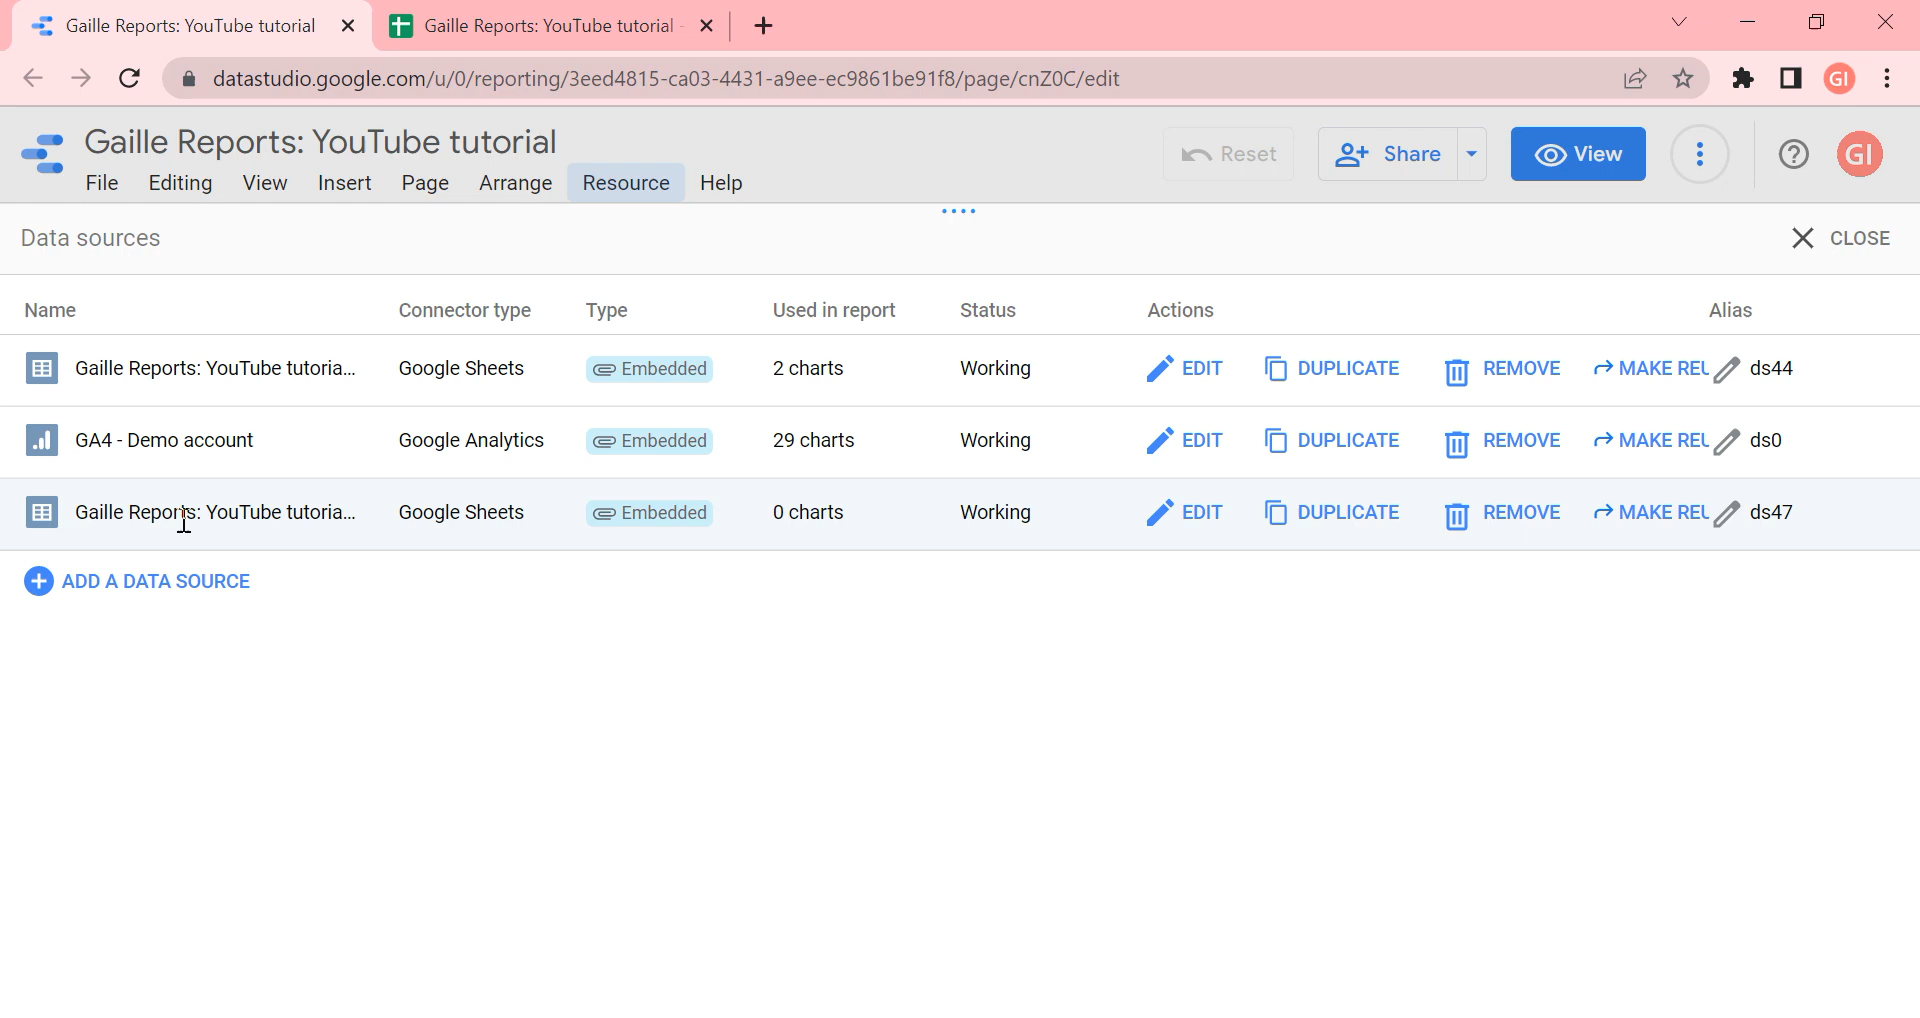 Gaille Reports: YouTube tutorial
Gaille Reports: YouTube tutorial -
datastudio.google.com/u/0/reporting/3eed4815-ca03-4431-a9ee-ec9861be91f8/page/cnZ0C/edit
GI
Gaille Reports: YouTube tutorial
Reset
Share
View
GI
File Editing View Insert Page Arrange Resource Help
Data sources
CLOSE
Name Connector type Type Used in report Status Actions Alias
Gaille Reports: YouTube tutoria... Google Sheets Embedded 2 charts Working EDIT DUPLICATE REMOVE MAKE REU ds44
GA4 - Demo account Google Analytics Embedded 29 charts Working EDIT DUPLICATE REMOVE MAKE REU ds0
Gaille Reports: YouTube tutoria... Google Sheets Embedded 0 charts Working EDIT DUPLICATE REMOVE MAKE REU ds47
ADD A DATA SOURCE